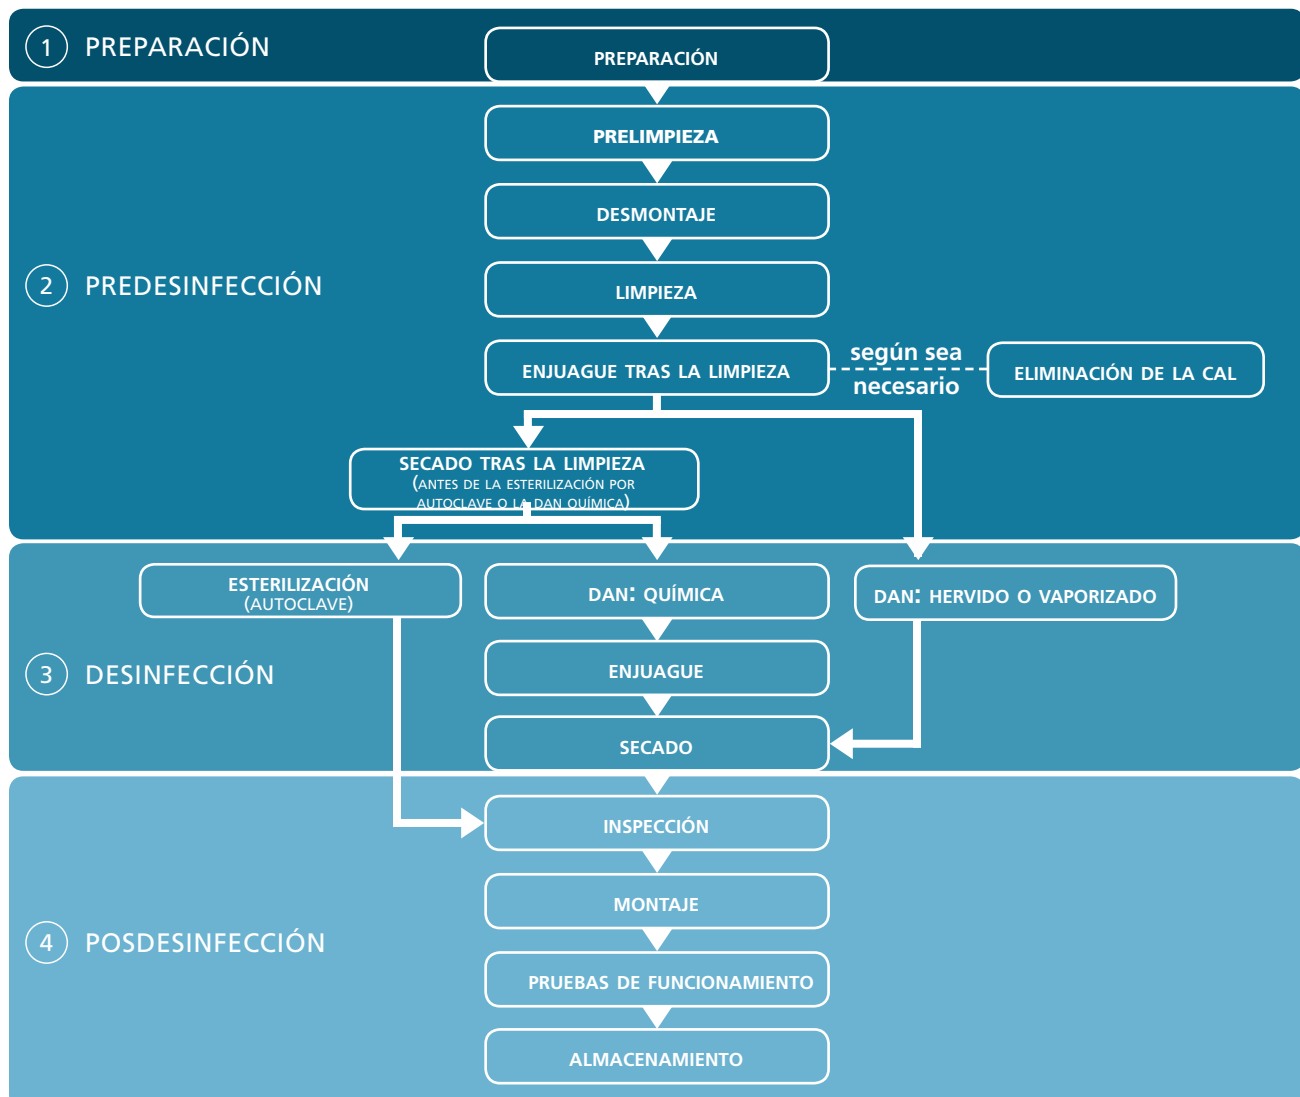 1 PREPARACIÓN
PREPARACIÓN
PRELIMPIEZA
DESMONTAJE
2 PREDESINFECCIÓN
LIMPIEZA
ENJUAGUE TRAS LA LIMPIEZA
según sea
necesario
ELIMINACIÓN DE LA CAL
SECADO TRAS LA LIMPIEZA
(ANTES DE LA ESTERILIZACIÓN POR
AUTOCLAVE O LA DAN QUÍMICA)
ESTERILIZACIÓN
(AUTOCLAVE)
DAN: QUÍMICA
DAN: HERVIDO O VAPORIZADO
3 DESINFECCIÓN
ENJUAGUE
SECADO
INSPECCIÓN
MONTAJE
4 POSDESINFECCIÓN
PRUEBAS DE FUNCIONAMIENTO
ALMACENAMIENTO